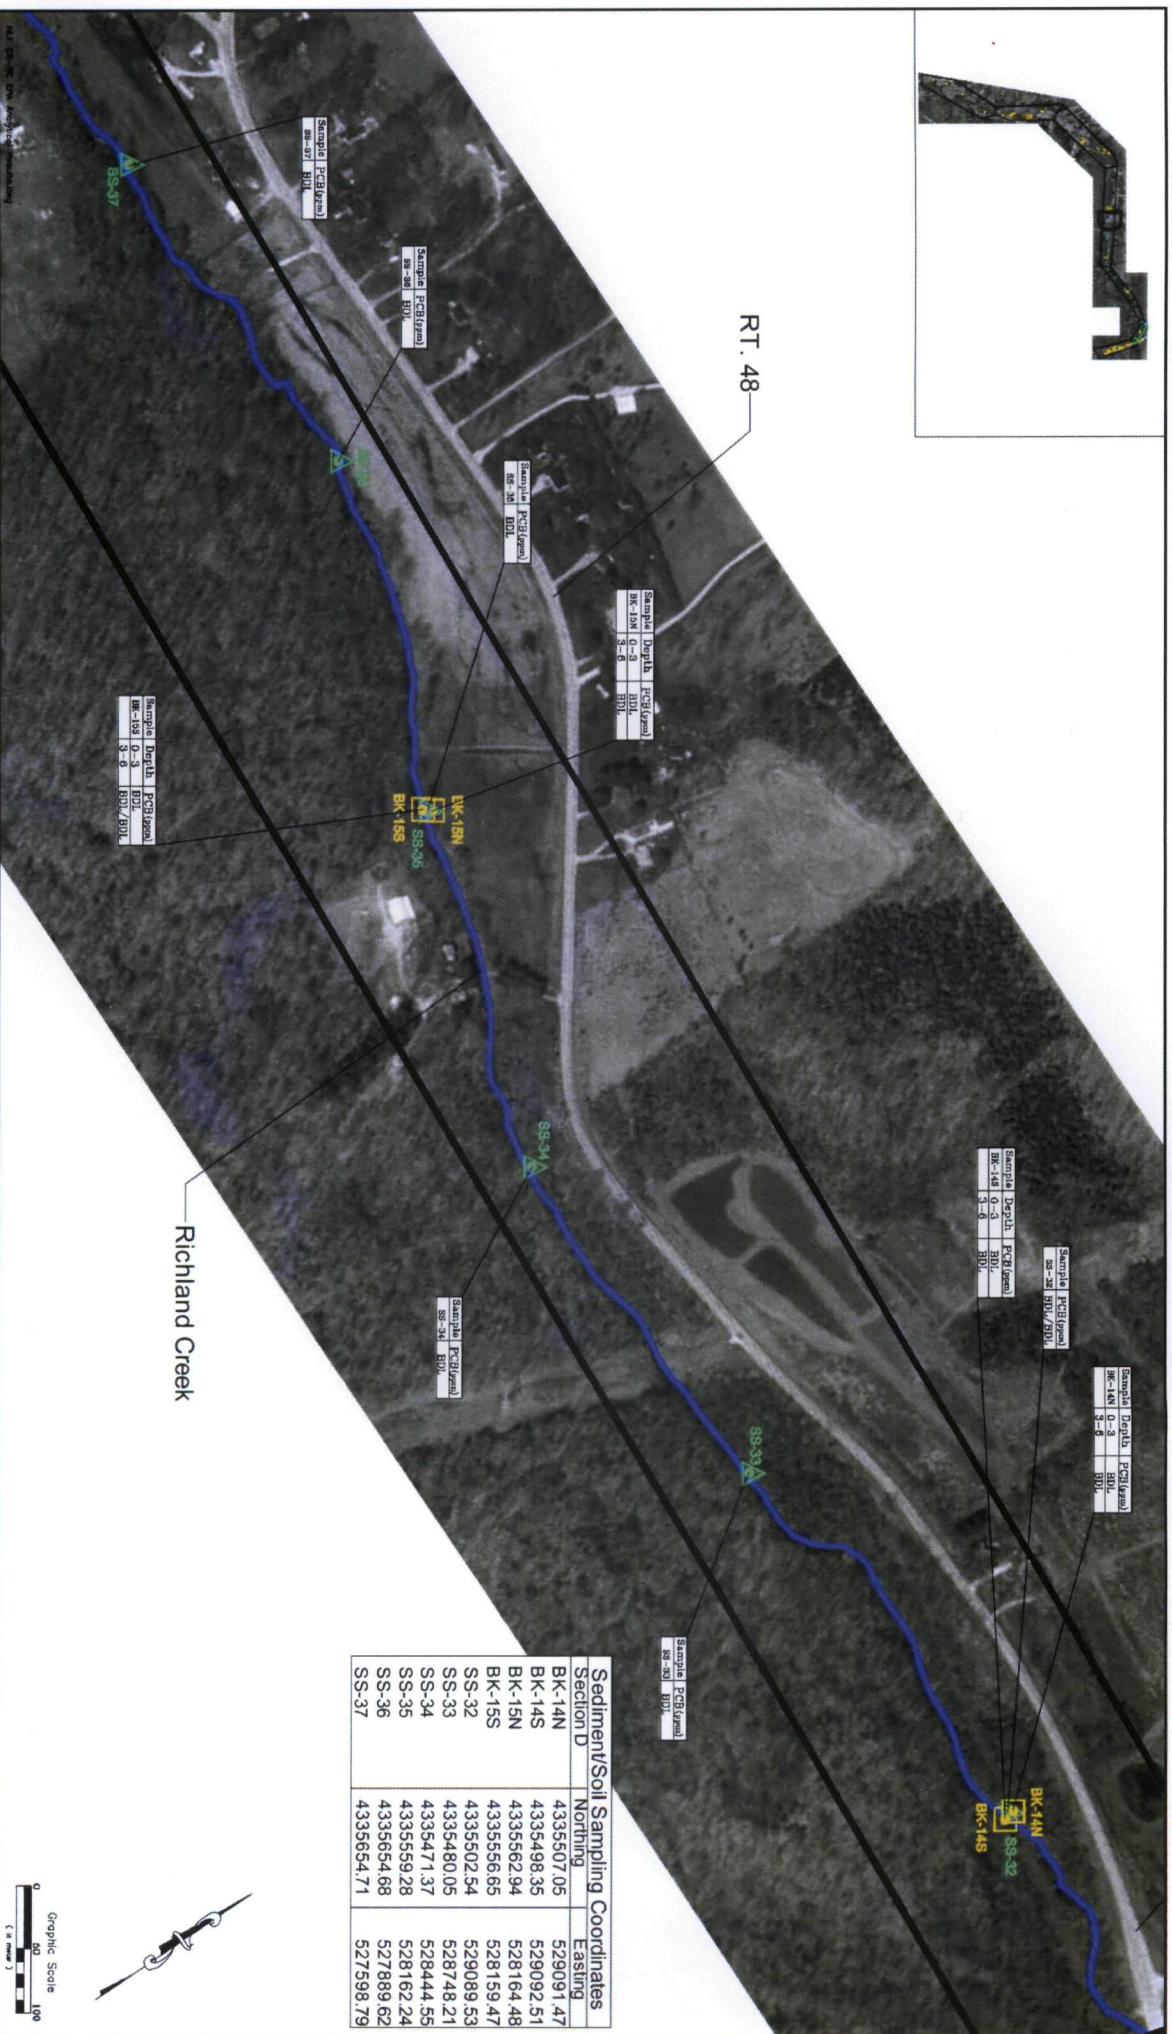 RT. 48
Richland Creek
Sample PCB(ppm)
SS-37 BDL
SS-37
Sample PCB(ppm)
SS-36 BDL
Sample PCB(ppm)
BDL
Sample Depth PCB(ppm)
BK-15N 0-3 BDL
3-6 BDL
BK-15N
SS-35
BK-15S
Sample Depth PCB(ppm)
BK-15S 0-3 BDL
3-6 BDL/BDL
SS-34
Sample PCB(ppm)
SS-34 BDL
SS-33
Sample PCB(ppm)
SS-33 BDL
Sample Depth PCB(ppm)
BK-14S 0-3 BDL
3-6 BDL
Sample PCB(ppm)
SS-32 BDL/BDL
Sample Depth PCB(ppm)
BK-14N 0-3 BDL
3-6 BDL
BK-14N
SS-32
BK-14S
Sediment/Soil Sampling Coordinates
Section D Northing Easting
BK-14N 4335507.05 529091.47
BK-14S 4335498.35 529092.51
BK-15N 4335562.94 528164.48
BK-15S 4335556.65 528159.47
SS-32 4335502.54 529089.53
SS-33 4335480.05 528748.21
SS-34 4335471.37 528444.55
SS-35 4335559.28 528162.24
SS-36 4335654.68 527889.62
SS-37 4335654.71 527598.79
Graphic Scale
0 50 100
( in meter )